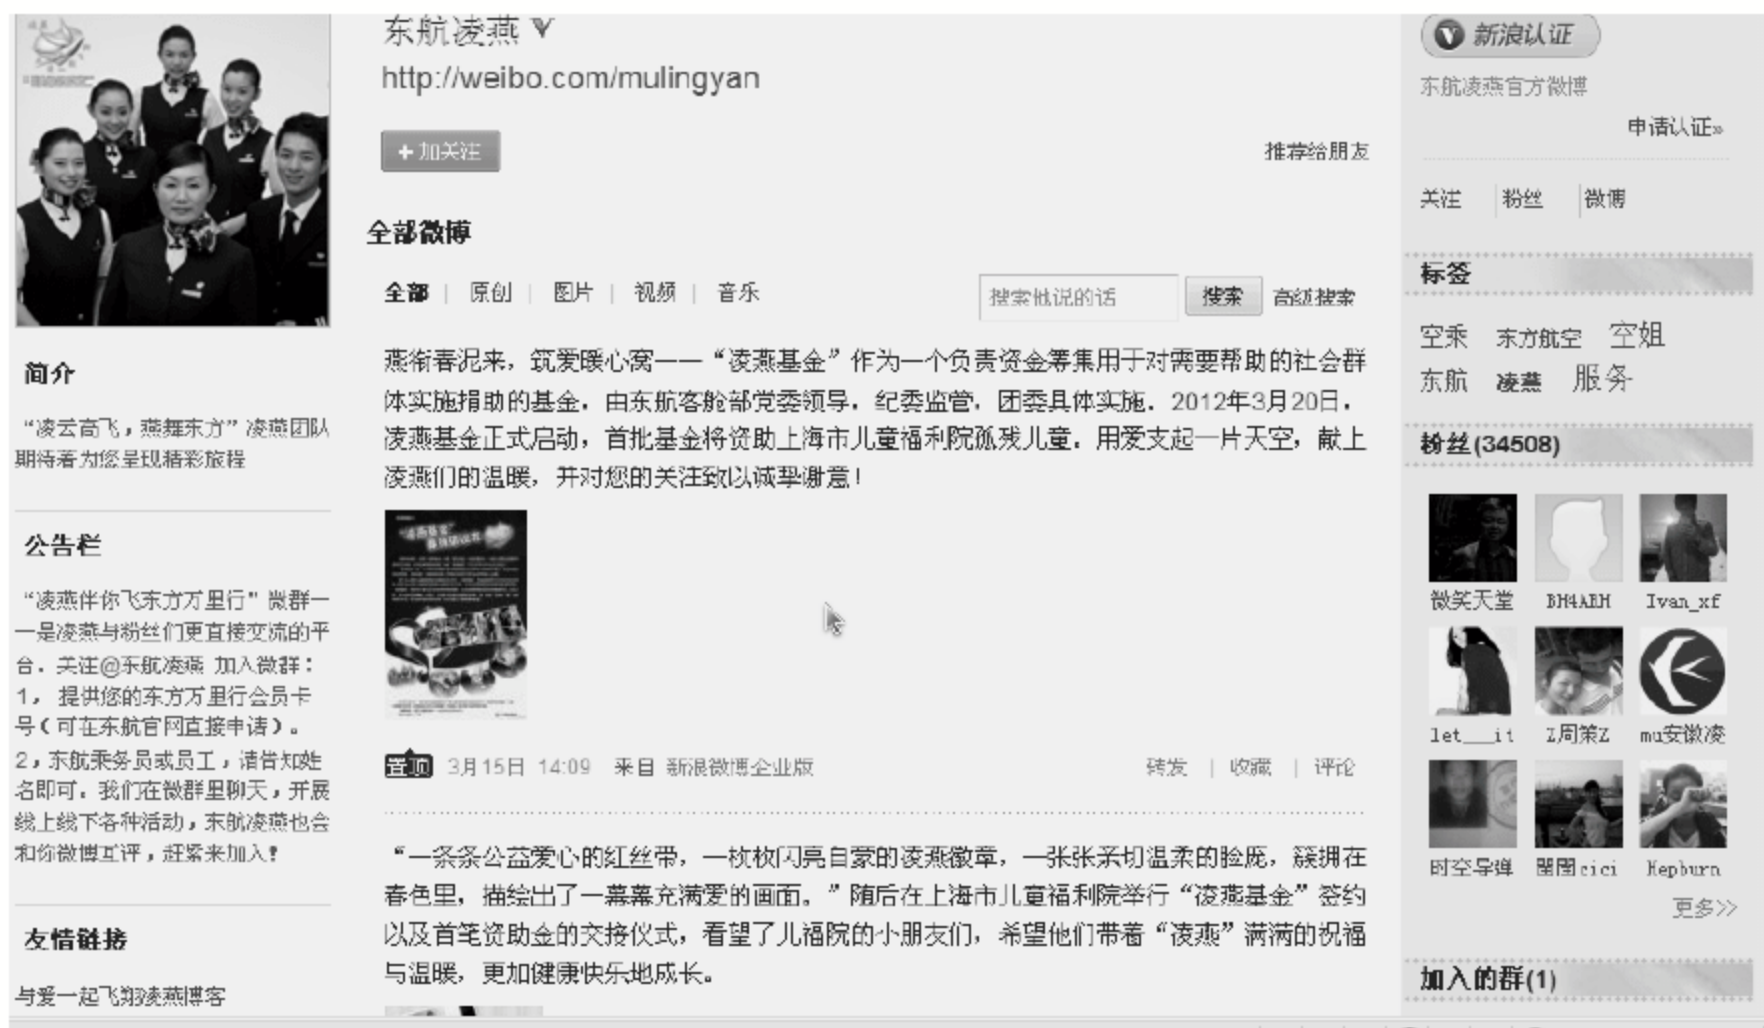 东航凌燕
http://weibo.com/mulingyan
+ 加关注
推荐给朋友
全部微博
全部 | 原创 | 图片 | 视频 | 音乐
搜索他说的话 搜索 高级搜索
燕衔春泥来，筑爱暖心窝——“凌燕基金”作为一个负责资金筹集用于对需要帮助的社会群
体实施捐助的基金，由东航客舱部党委领导，纪委监管，团委具体实施。2012年3月20日，
凌燕基金正式启动，首批基金将资助上海市儿童福利院孤残儿童。用爱支起一片天空，献上
凌燕们的温暖，并对您的关注致以诚挚谢意！
置顶 3月15日 14:09 来自 新浪微博企业版
转发 | 收藏 | 评论
“一条条公益爱心的红丝带，一枚枚闪亮自豪的凌燕徽章，一张张亲切温柔的脸庞，簇拥在
春色里，描绘出了一幕幕充满爱的画面。”随后在上海市儿童福利院举行“凌燕基金”签约
以及首笔资助金的交接仪式，看望了儿福院的小朋友们，希望他们带着“凌燕”满满的祝福
与温暖，更加健康快乐地成长。
简介
“凌云高飞，燕舞东方”凌燕团队
期待着为您呈现精彩旅程
公告栏
“凌燕伴你飞东方万里行”微群—
—是凌燕与粉丝们更直接交流的平
台。关注@东航凌燕 加入微群：
1， 提供您的东方万里行会员卡
号（可在东航官网直接申请）。
2，东航乘务员或员工，请告知姓
名即可。我们在微群里聊天，开展
线上线下各种活动，东航凌燕也会
和你微博互评，赶紧来加入！
友情链接
与爱一起飞翔凌燕博客
新浪认证
东航凌燕官方微博
申请认证»
关注 粉丝 微博
标签
空乘 东方航空 空姐
东航 凌燕 服务
粉丝(34508)
微笑天堂 BH4AEH Ivan_xf
let___it Z周策Z mu安徽凌
时空导弹 閨閨cici Hepburn
更多>>
加入的群(1)